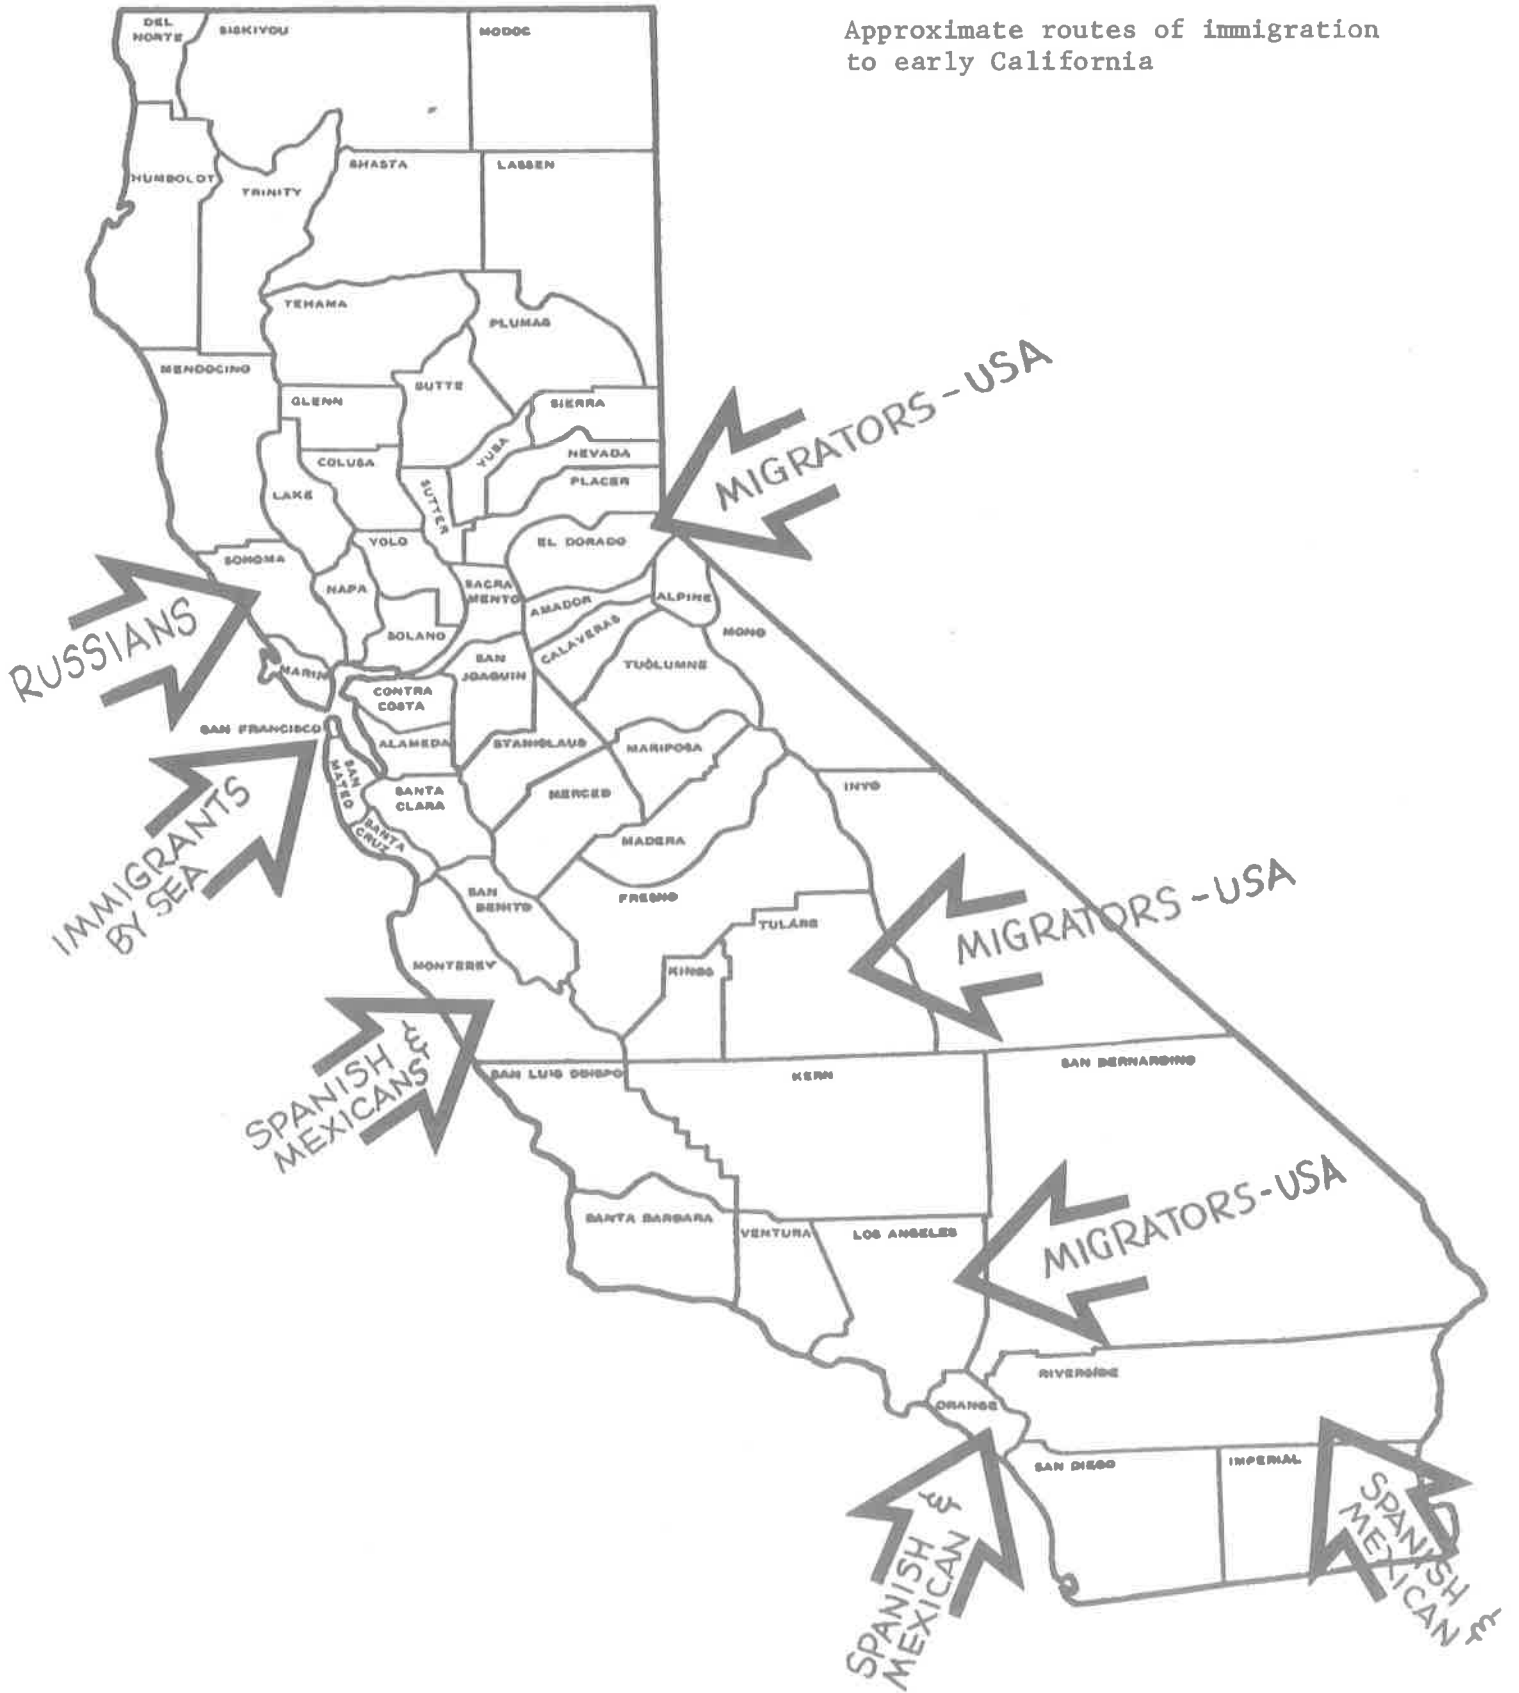 Approximate routes of immigration
to early California
DEL
NORTE
SISKIYOU
MODOC
HUMBOLDT
TRINITY
SHASTA
LASSEN
TEHAMA
PLUMAS
MENDOCINO
GLENN
BUTTE
SIERRA
YUBA
NEVADA
COLUSA
PLACER
LAKE
SUTTER
MIGRATORS-USA
YOLO
EL DORADO
SONOMA
NAPA
SACRA
MENTO
AMADOR
ALPINE
SOLANO
CALAVERAS
MONO
RUSSIANS
MARIN
SAN
JOAQUIN
TUOLUMNE
CONTRA
COSTA
SAN FRANCISCO
ALAMEDA
STANISLAUS
MARIPOSA
SAN
MATEO
SANTA
CLARA
MERCED
INYO
IMMIGRANTS
BY SEA
SANTA
CRUZ
MADERA
SAN
BENITO
FRESNO
TULARE
MIGRATORS-USA
MONTEREY
KINGS
SPANISH &
MEXICANS
SAN LUIS OBISPO
KERN
SAN BERNARDINO
SANTA BARBARA
VENTURA
LOS ANGELES
MIGRATORS-USA
RIVERSIDE
ORANGE
SAN DIEGO
IMPERIAL
SPANISH &
MEXICAN
SPANISH &
MEXICAN